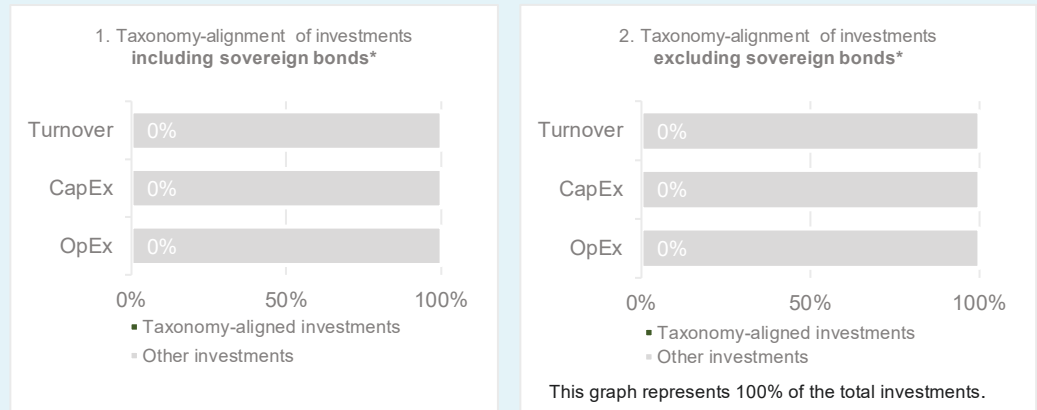 1. Taxonomy-alignment of investments
including sovereign bonds*
Turnover 0%
CapEx 0%
OpEx 0%
0% 50% 100%
Taxonomy-aligned investments
Other investments
2. Taxonomy-alignment of investments
excluding sovereign bonds*
Turnover 0%
CapEx 0%
OpEx 0%
0% 50% 100%
Taxonomy-aligned investments
Other investments
This graph represents 100% of the total investments.